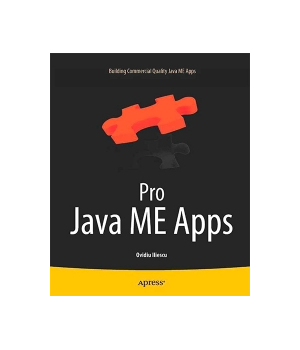 Building Commercial Quality Java ME Apps
Pro
Java ME Apps
Ovidiu Iliescu
Apress®